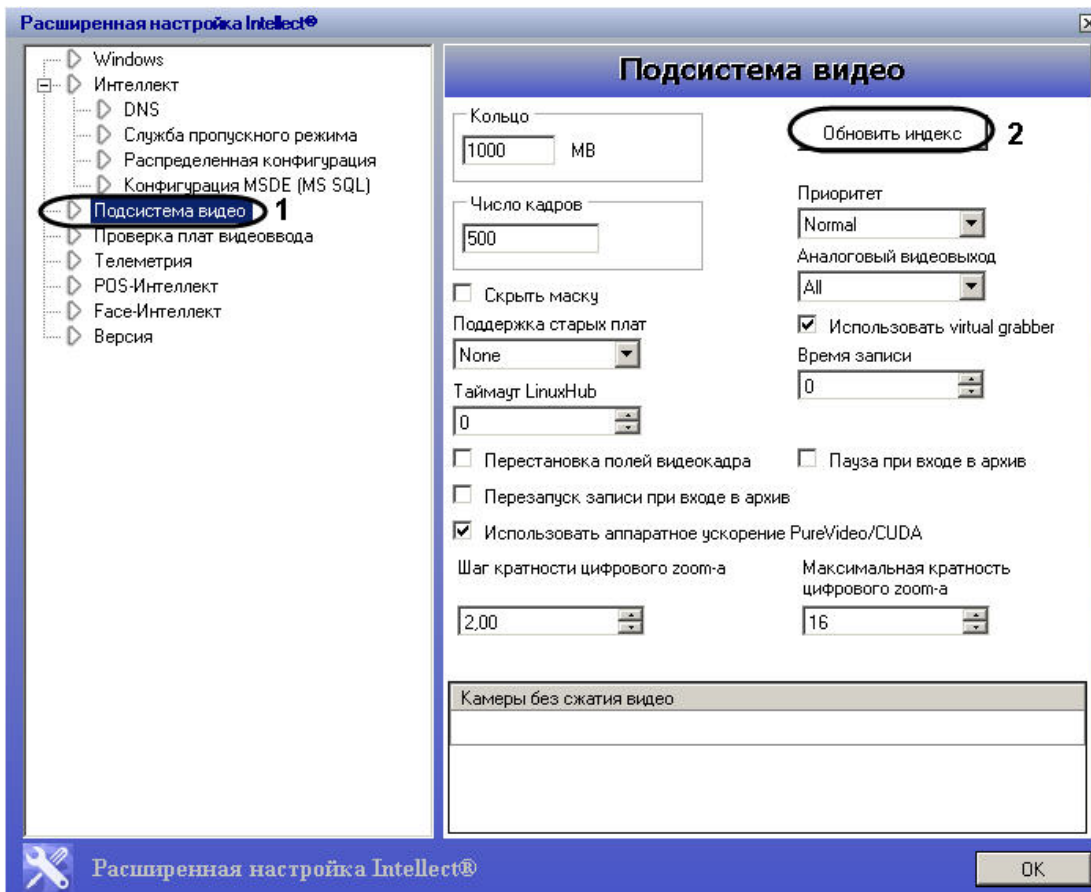 Расширенная настройка Intellect®
Windows
Интеллект
DNS
Служба пропускного режима
Распределенная конфигурация
Конфигурация MSDE (MS SQL)
Подсистема видео
1
Проверка плат видеоввода
Телеметрия
POS-Интеллект
Face-Интеллект
Версия
Подсистема видео
Кольцо
1000 MB
Обновить индекс
2
Число кадров
500
Приоритет
Normal
Аналоговый видеовыход
All
Скрыть маску
Использовать virtual grabber
Поддержка старых плат
None
Время записи
0
Таймаут LinuxHub
0
Перестановка полей видеокадра
Пауза при входе в архив
Перезапуск записи при входе в архив
Использовать аппаратное ускорение PureVideo/CUDA
Шаг кратности цифрового zoom-а
2,00
Максимальная кратность
цифрового zoom-а
16
Камеры без сжатия видео
Расширенная настройка Intellect®
OK